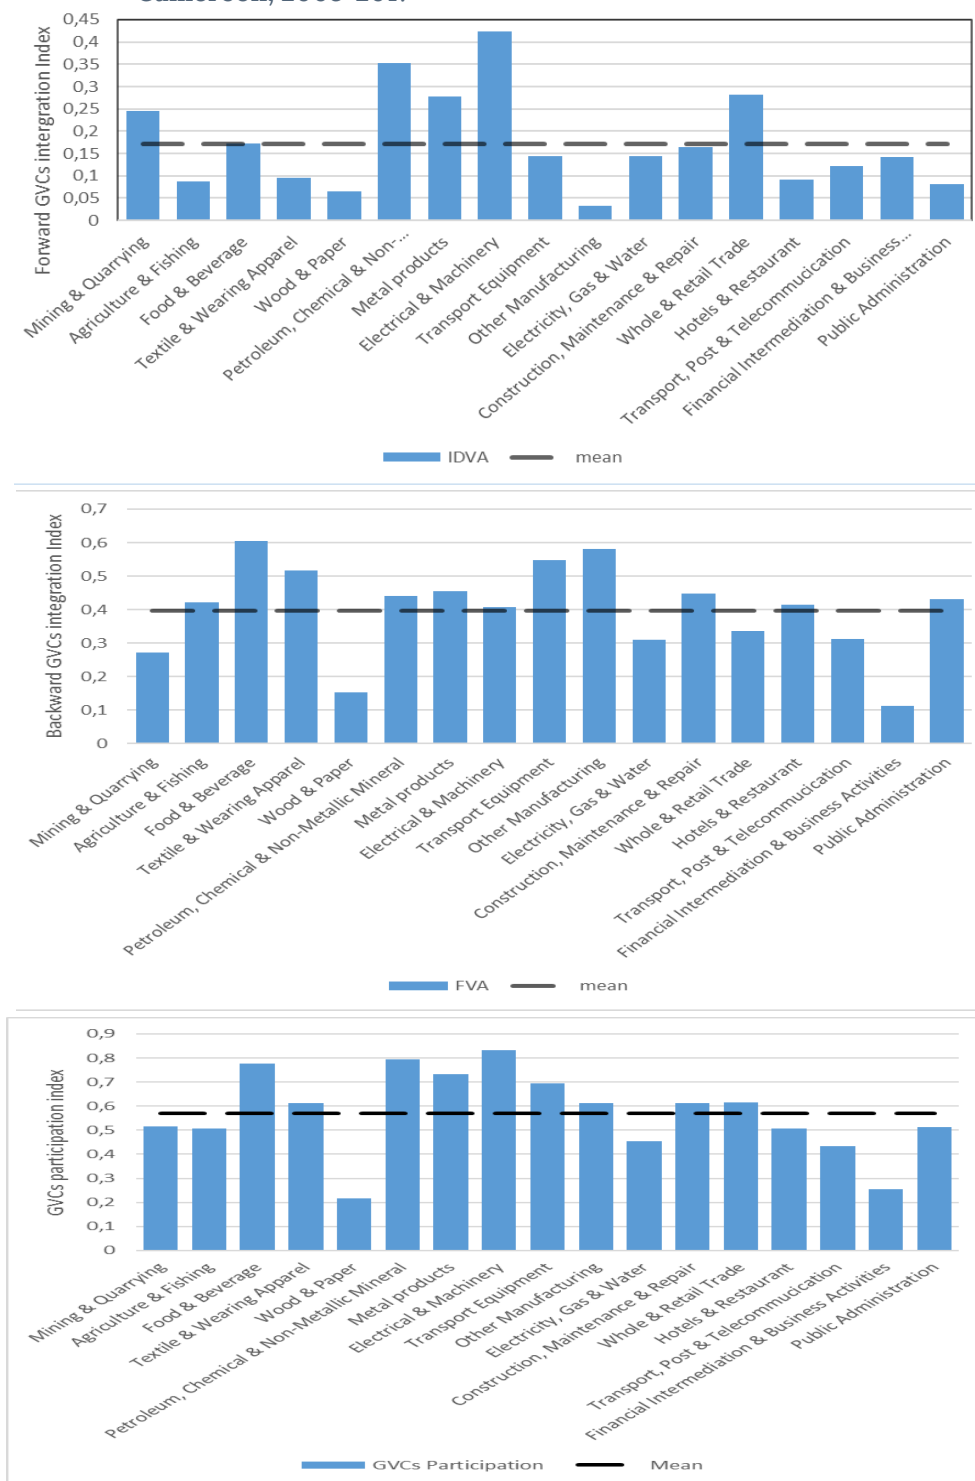 Cameroon,
Forward GVCs intergration Index
0,45
0,4
0,35
0,3
0,25
0,2
0,15
0,1
0,05
0
Mining & Quarrying
Agriculture & Fishing
Food & Beverage
Textile & Wearing Apparel
Wood & Paper
Petroleum, Chemical & Non-...
Metal products
Electrical & Machinery
Transport Equipment
Other Manufacturing
Electricity, Gas & Water
Construction, Maintenance & Repair
Whole & Retail Trade
Hotels & Restaurant
Transport, Post & Telecommucication
Financial Intermediation & Business...
Public Administration
IDVA mean
Backward GVCs integration Index
0,7
0,6
0,5
0,4
0,3
0,2
0,1
0
Mining & Quarrying
Agriculture & Fishing
Food & Beverage
Textile & Wearing Apparel
Wood & Paper
Petroleum, Chemical & Non-Metallic Mineral
Metal products
Electrical & Machinery
Transport Equipment
Other Manufacturing
Electricity, Gas & Water
Construction, Maintenance & Repair
Whole & Retail Trade
Hotels & Restaurant
Transport, Post & Telecommucication
Financial Intermediation & Business Activities
Public Administration
FVA mean
GVCs participation index
0,9
0,8
0,7
0,6
0,5
0,4
0,3
0,2
0,1
0
Mining & Quarrying
Agriculture & Fishing
Food & Beverage
Textile & Wearing Apparel
Wood & Paper
Petroleum, Chemical & Non-Metallic Mineral
Metal products
Electrical & Machinery
Transport Equipment
Other Manufacturing
Electricity, Gas & Water
Construction, Maintenance & Repair
Whole & Retail Trade
Hotels & Restaurant
Transport, Post & Telecommucication
Financial Intermediation & Business Activities
Public Administration
GVCs Participation Mean